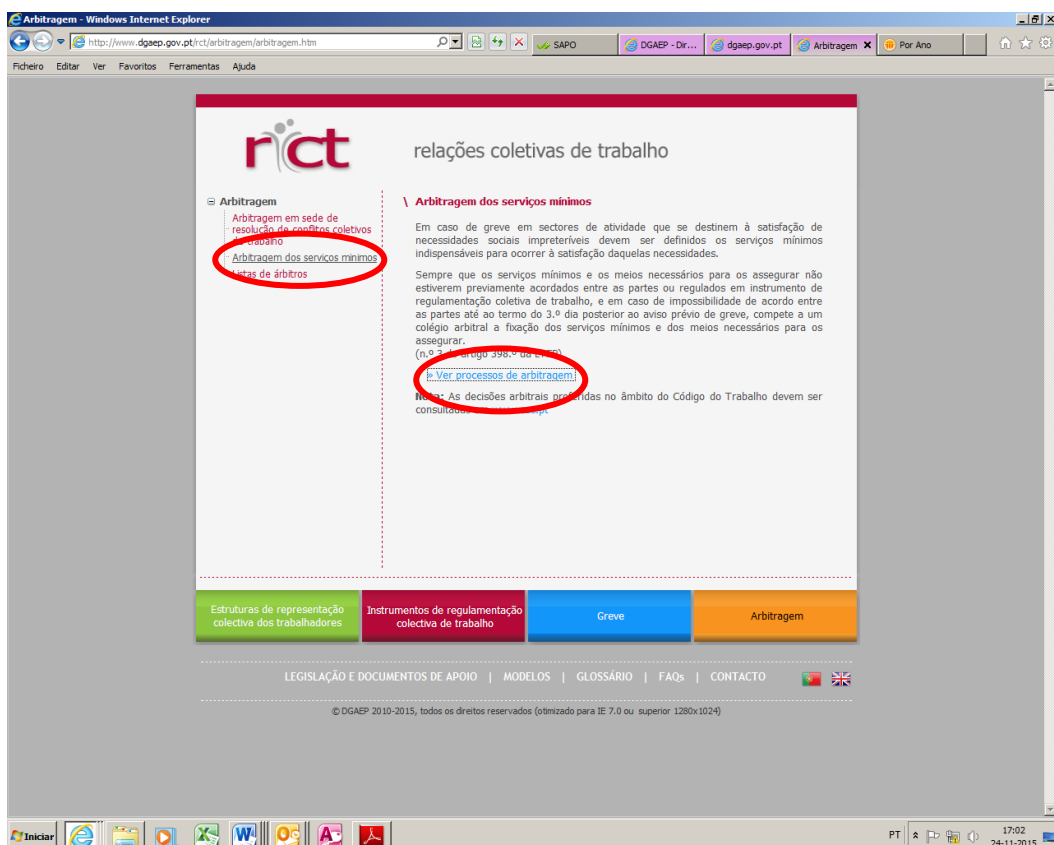 Arbitragem - Windows Internet Explorer
http://www.dgaep.gov.pt/rct/arbitragem/arbitragem.htm
SAPO
DGAEP - Dir...
dgaep.gov.pt
Arbitragem
Por Ano
Ficheiro Editar Ver Favoritos Ferramentas Ajuda
rct
relações coletivas de trabalho
Arbitragem
Arbitragem em sede de
resolução de conflitos coletivos
de trabalho
Arbitragem dos serviços minimos
Listas de árbitros
\ Arbitragem dos serviços mínimos
Em caso de greve em sectores de atividade que se destinem à satisfação de
necessidades sociais impreteríveis devem ser definidos os serviços mínimos
indispensáveis para ocorrer à satisfação daquelas necessidades.
Sempre que os serviços mínimos e os meios necessários para os assegurar não
estiverem previamente acordados entre as partes ou regulados em instrumento de
regulamentação coletiva de trabalho, e em caso de impossibilidade de acordo entre
as partes até ao termo do 3.º dia posterior ao aviso prévio de greve, compete a um
colégio arbitral a fixação dos serviços mínimos e dos meios necessários para os
assegurar.
(n.º 3 do artigo 398.º da LTFP)
» Ver processos de arbitragem
Nota: As decisões arbitrais proferidas no âmbito do Código do Trabalho devem ser
consultadas
Estruturas de representação
colectiva dos trabalhadores
Instrumentos de regulamentação
colectiva de trabalho
Greve
Arbitragem
LEGISLAÇÃO E DOCUMENTOS DE APOIO | MODELOS | GLOSSÁRIO | FAQs | CONTACTO
© DGAEP 2010-2015, todos os direitos reservados (otimizado para IE 7.0 ou superior 1280x1024)
Iniciar
PT
17:02
24-11-2015